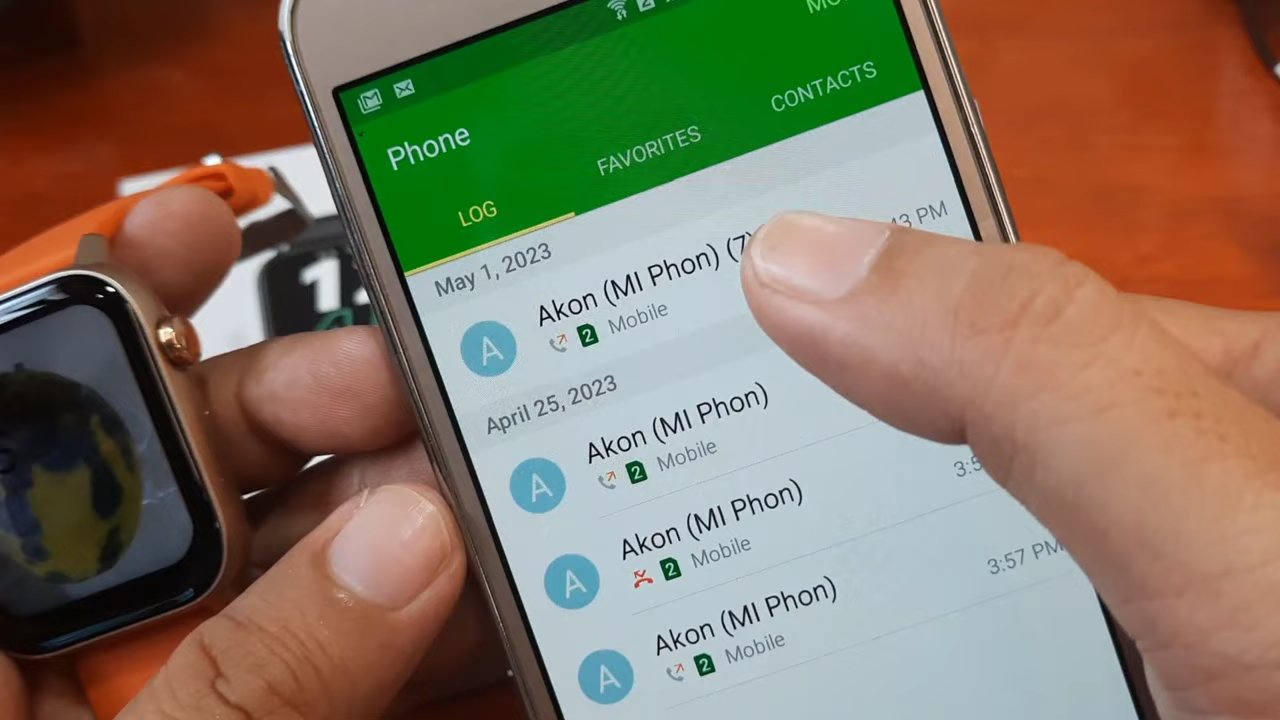 Phone
LOG
FAVORITES
CONTACTS
May 1, 2023
Akon (MI Phon) (7)
2 Mobile
April 25, 2023
A
Akon (MI Phon)
2 Mobile
A
Akon (MI Phon)
2 Mobile
A
Akon (MI Phon)
3:57 PM
2 Mobile
A